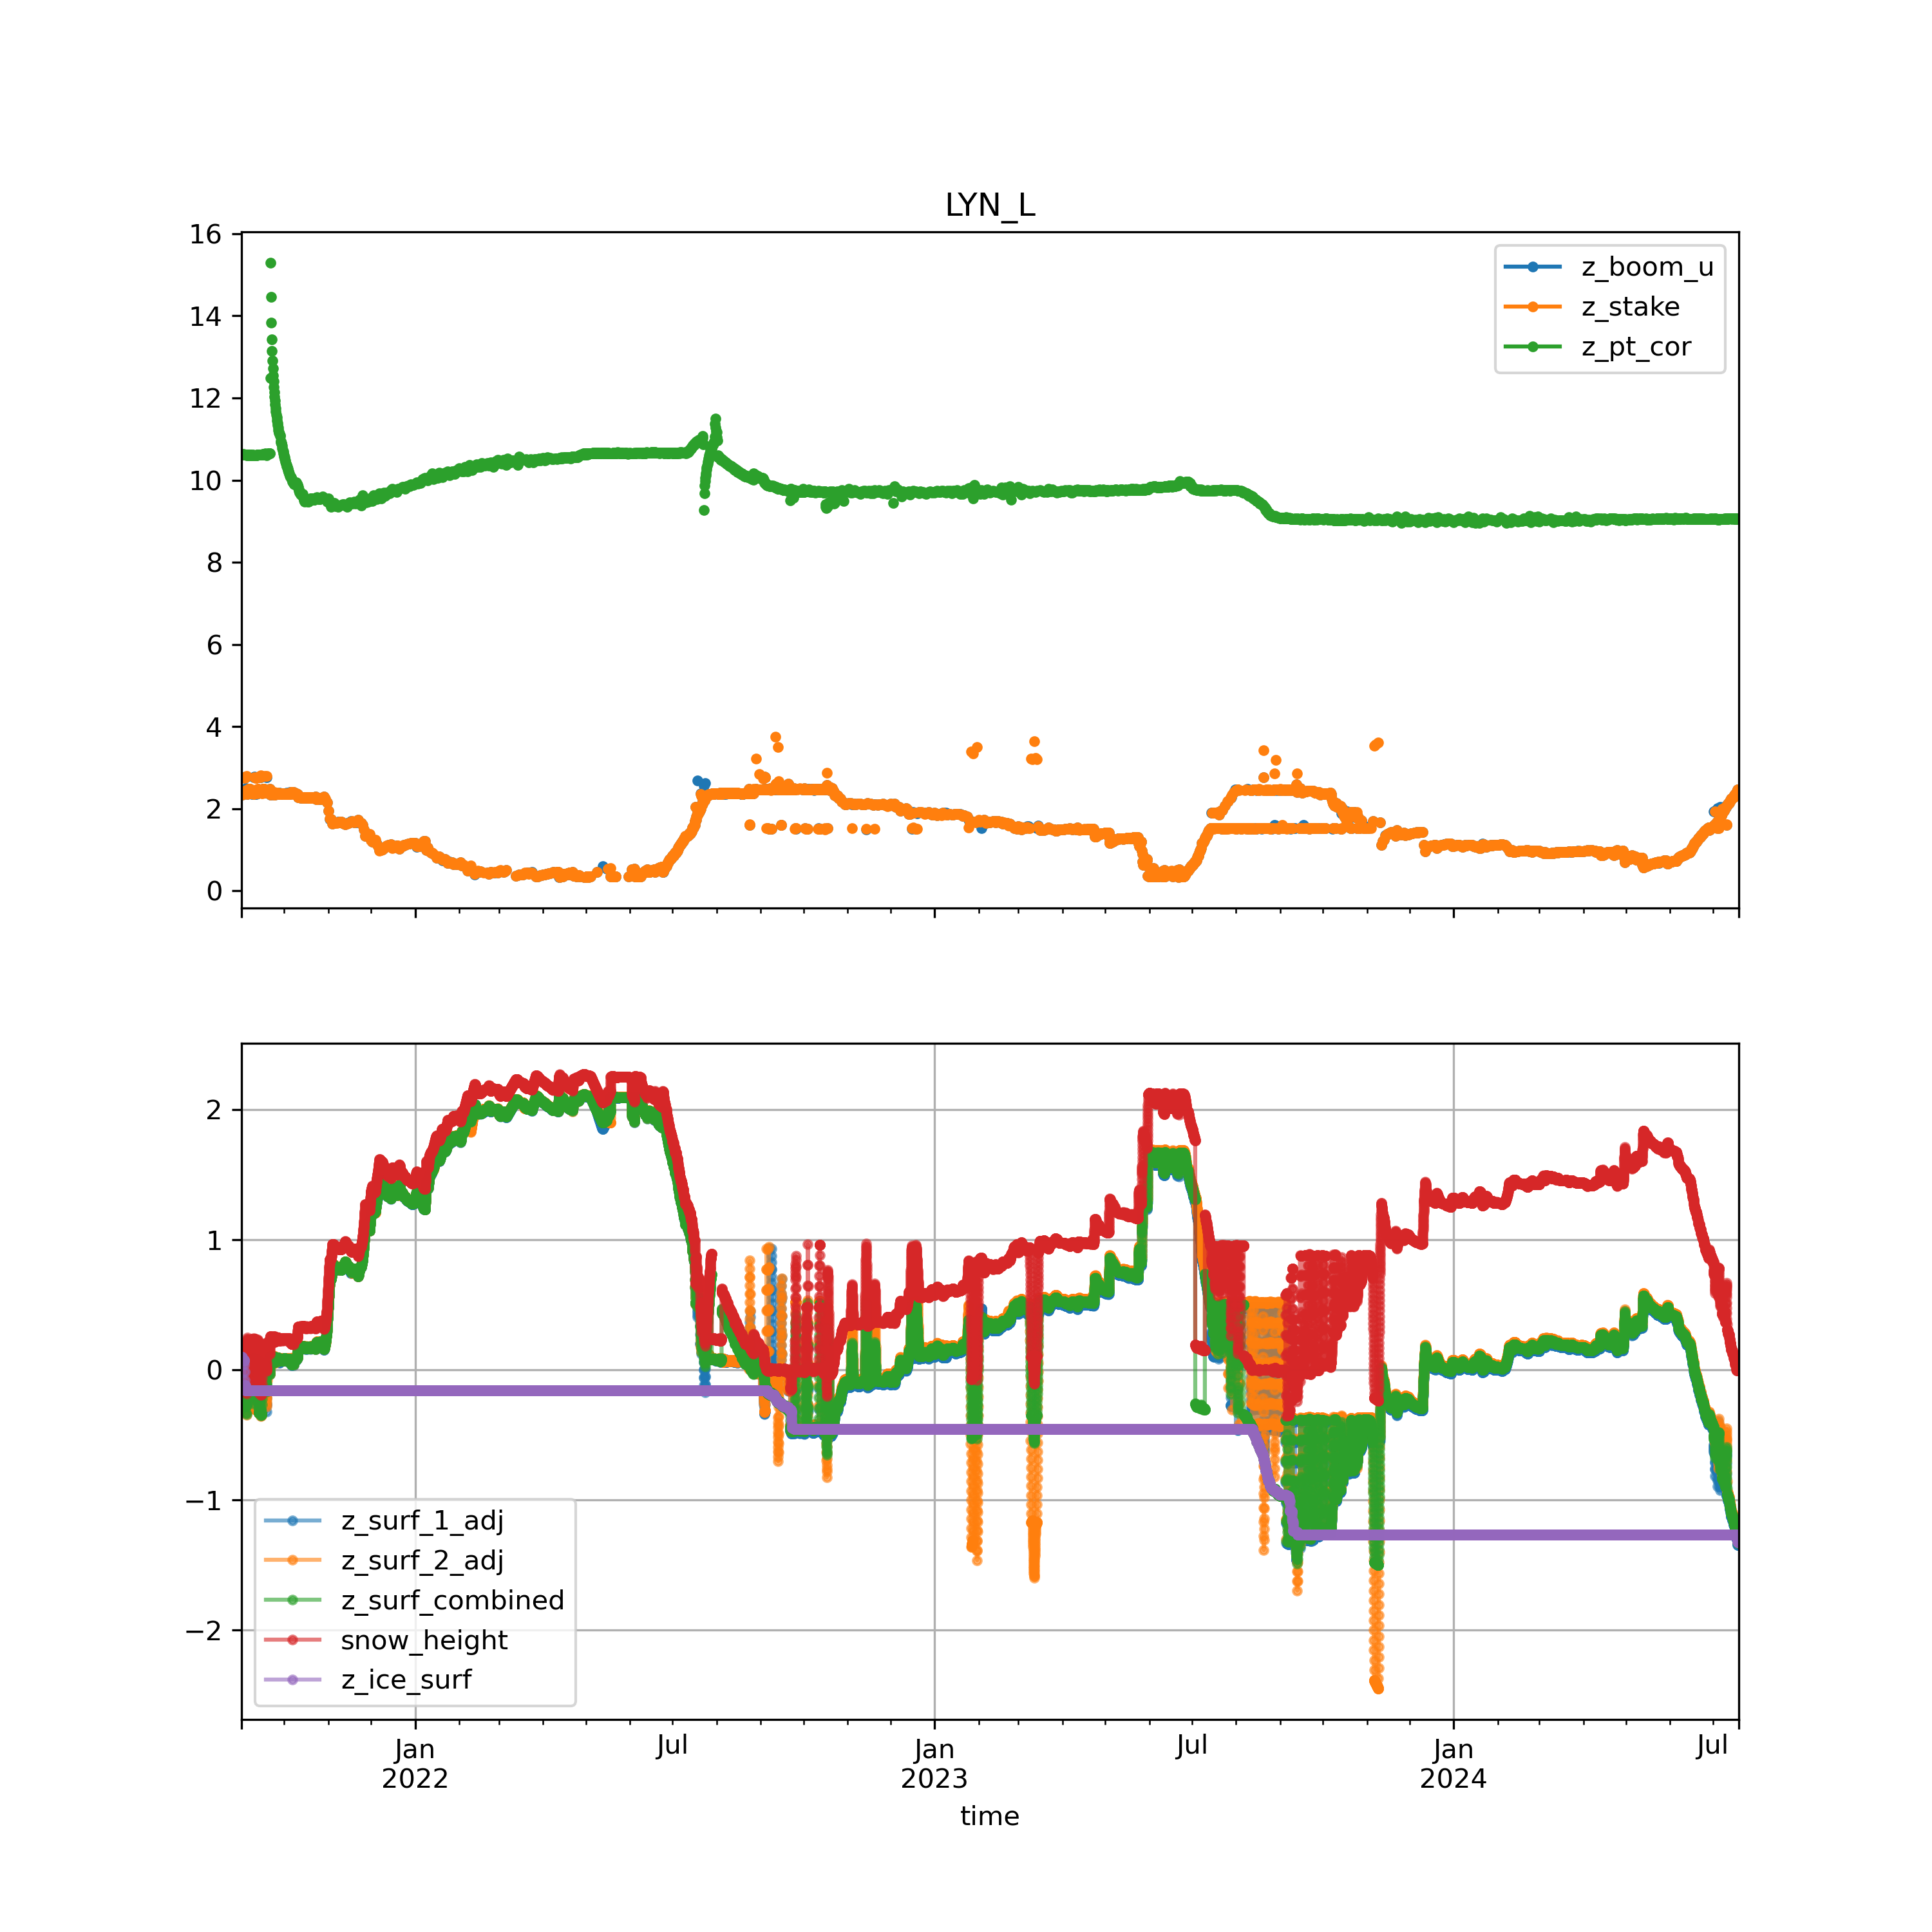 LYN_L
16
14
12
10
8
6
4
2
0
z_boom_u
z_stake
z_pt_cor
2
1
0
−1
−2
z_surf_1_adj
z_surf_2_adj
z_surf_combined
snow_height
z_ice_surf
Jan
2022
Jul
Jan
2023
Jul
Jan
2024
Jul
time